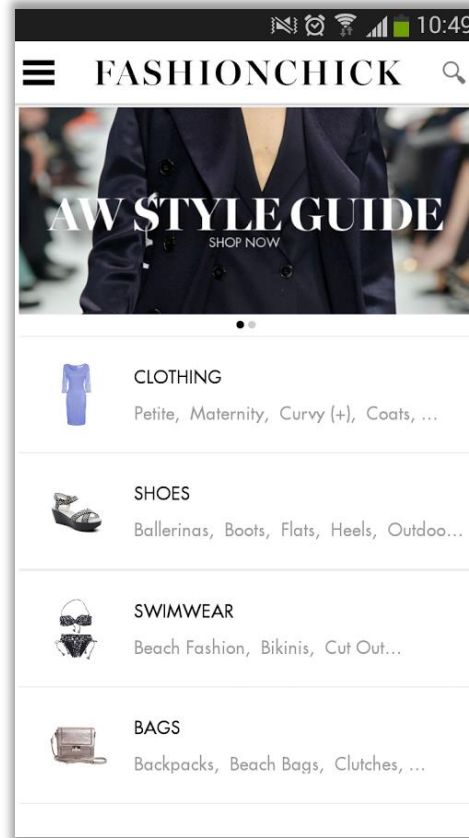 10:49
FASHIONCHICK
AW STYLE GUIDE
SHOP NOW
CLOTHING
Petite, Maternity, Curvy (+), Coats, ...
SHOES
Ballerinas, Boots, Flats, Heels, Outdoo...
SWIMWEAR
Beach Fashion, Bikinis, Cut Out...
BAGS
Backpacks, Beach Bags, Clutches, ...